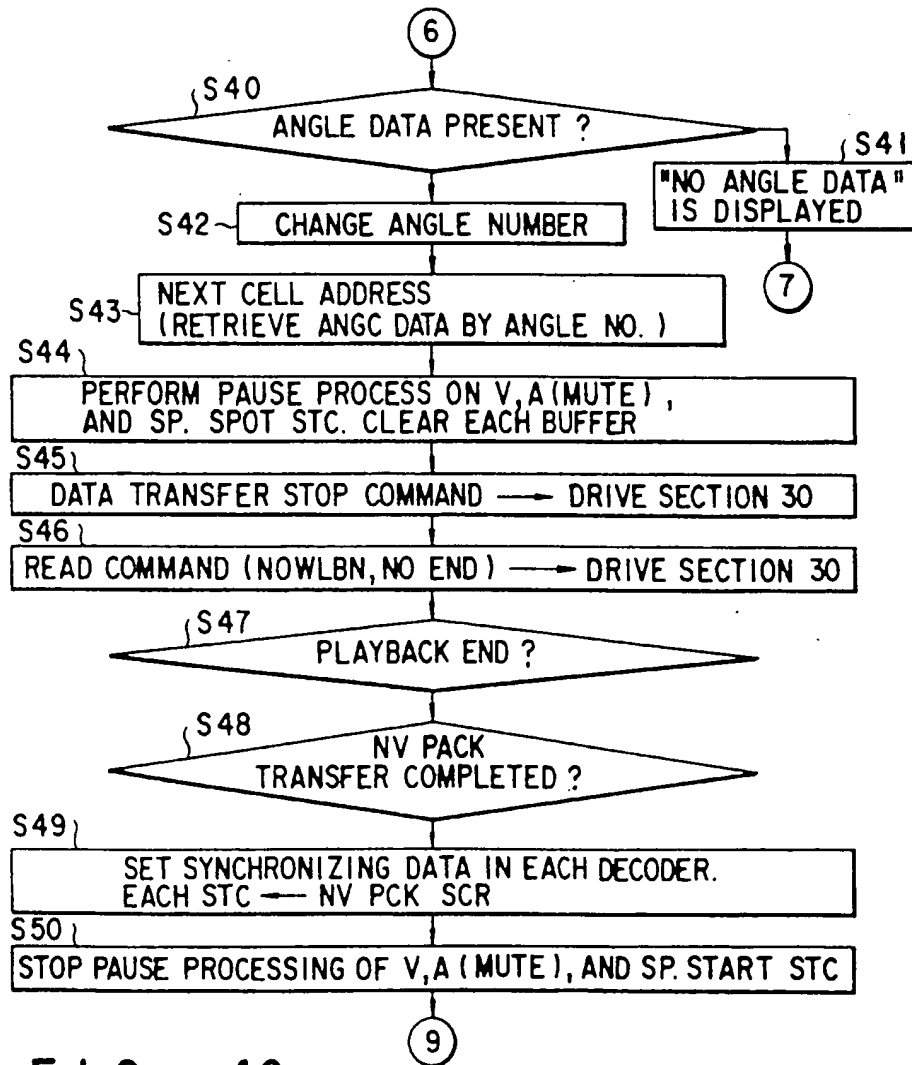 6
S40
ANGLE DATA PRESENT ?
S41
"NO ANGLE DATA"
IS DISPLAYED
7
S42
CHANGE ANGLE NUMBER
S43
NEXT CELL ADDRESS
(RETRIEVE ANGC DATA BY ANGLE NO.)
S44
PERFORM PAUSE PROCESS ON V,A(MUTE),
AND SP. SPOT STC. CLEAR EACH BUFFER
S45
DATA TRANSFER STOP COMMAND → DRIVE SECTION 30
S46
READ COMMAND (NOWLBN, NO END) → DRIVE SECTION 30
S47
PLAYBACK END ?
S48
NV PACK
TRANSFER COMPLETED ?
S49
SET SYNCHRONIZING DATA IN EACH DECODER.
EACH STC ← NV PCK SCR
S50
STOP PAUSE PROCESSING OF V,A (MUTE), AND SP. START STC
9